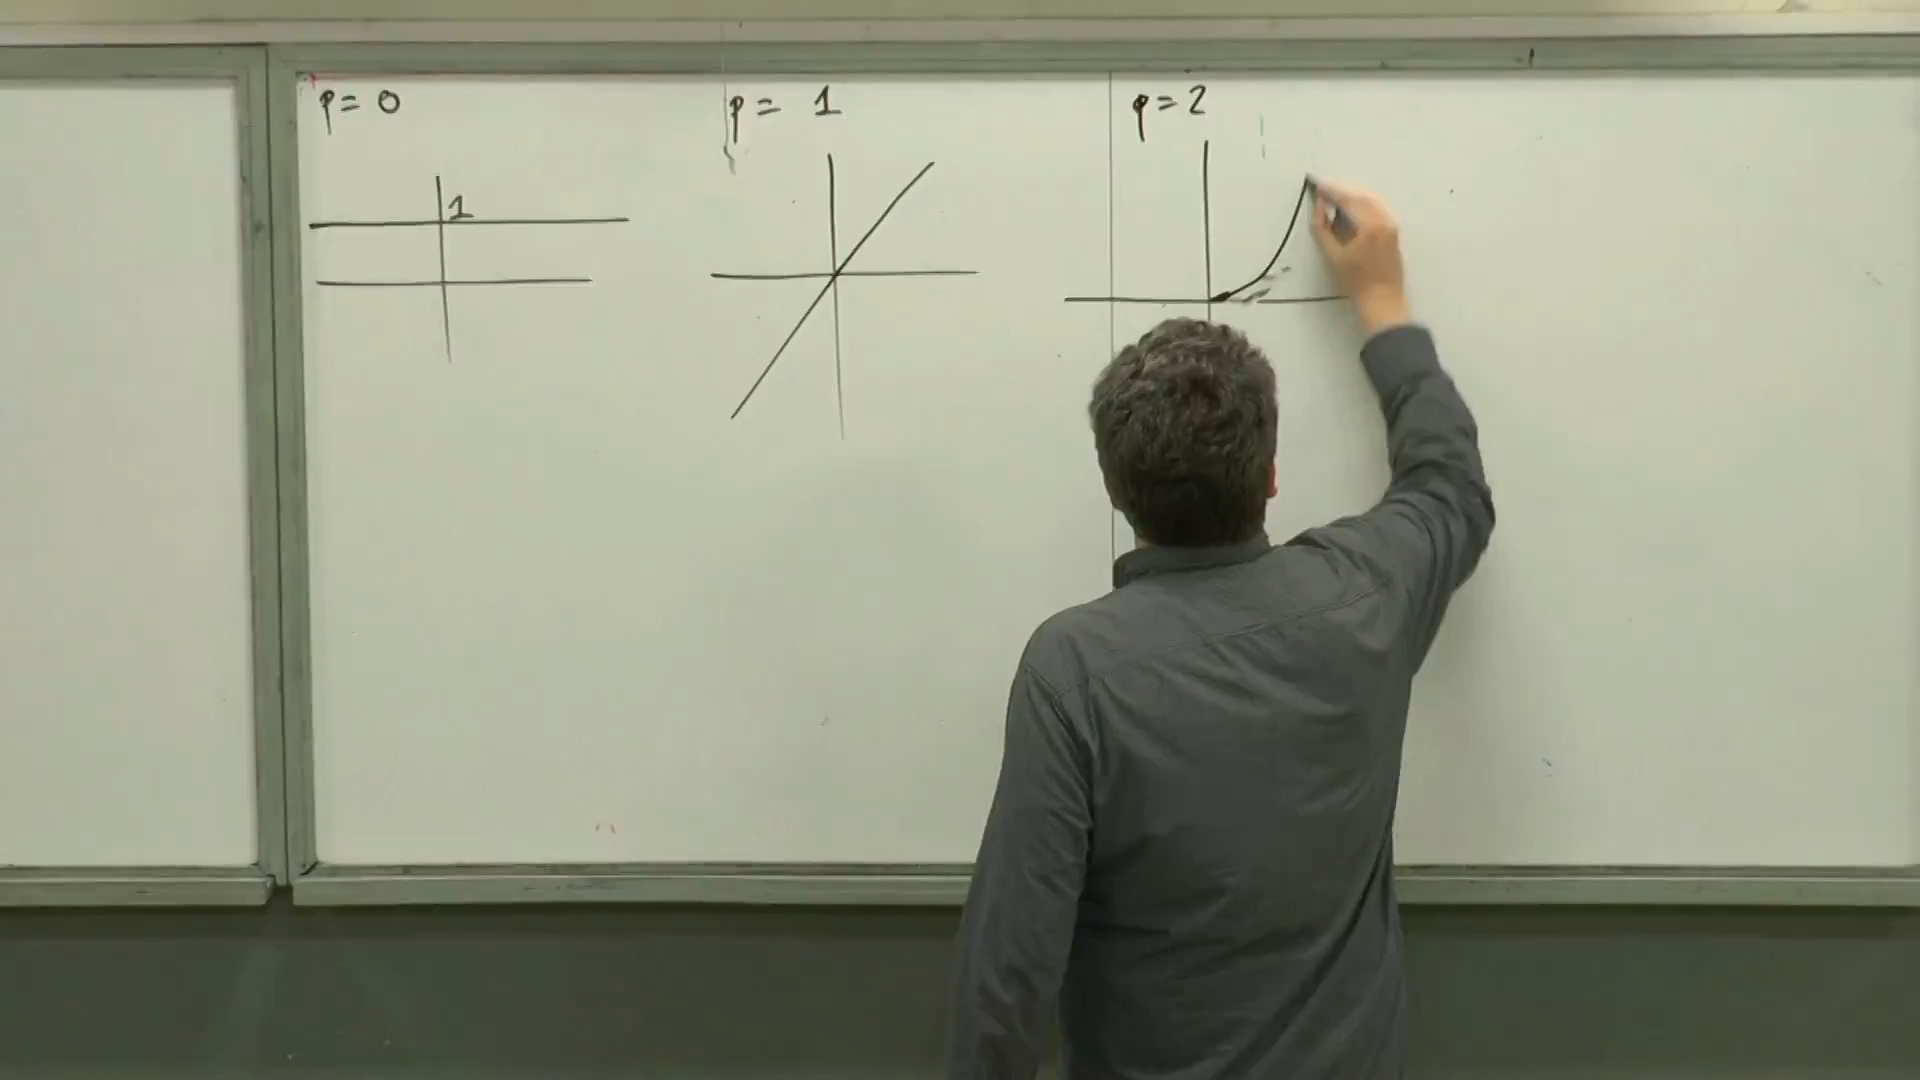 p = 0
1
p = 1
p = 2